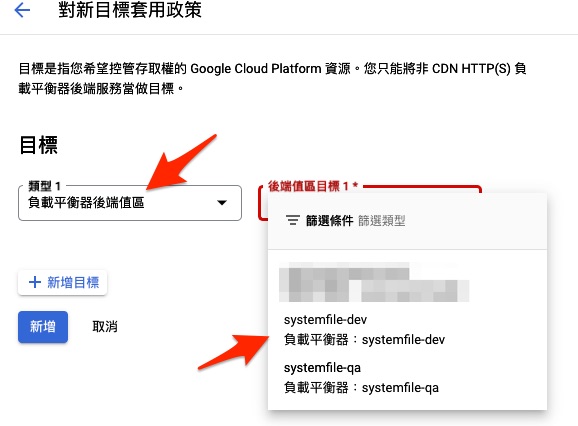 對新目標套用政策
目標是指您希望控管存取權的 Google Cloud Platform 資源。您只能將非 CDN HTTP(S) 負
載平衡器後端服務當做目標。
目標
類型 1
負載平衡器後端值區
後端值區目標 1 *
篩選條件 篩選類型
systemfile-dev
負載平衡器：systemfile-dev
systemfile-qa
負載平衡器：systemfile-qa
+ 新增目標
新增
取消